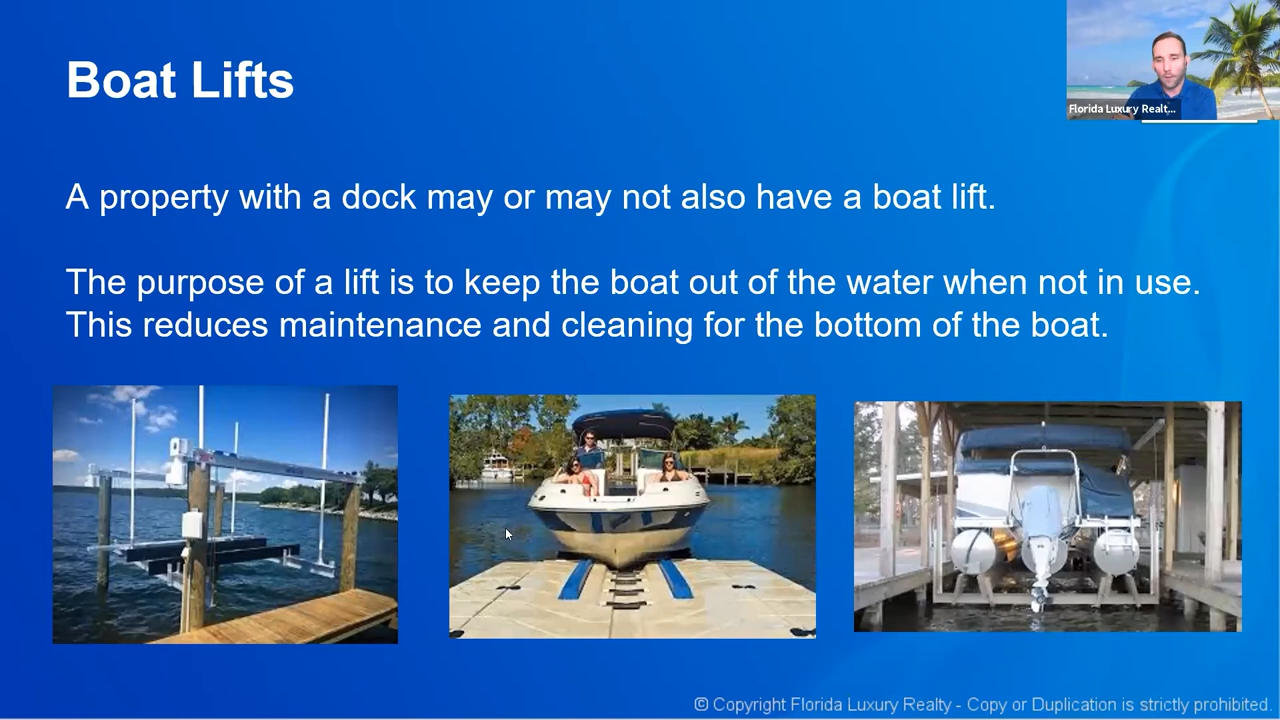 Boat Lifts
Florida Luxury Realt...
A property with a dock may or may not also have a boat lift.
The purpose of a lift is to keep the boat out of the water when not in use.
This reduces maintenance and cleaning for the bottom of the boat.
© Copyright Florida Luxury Realty - Copy or Duplication is strictly prohibited.